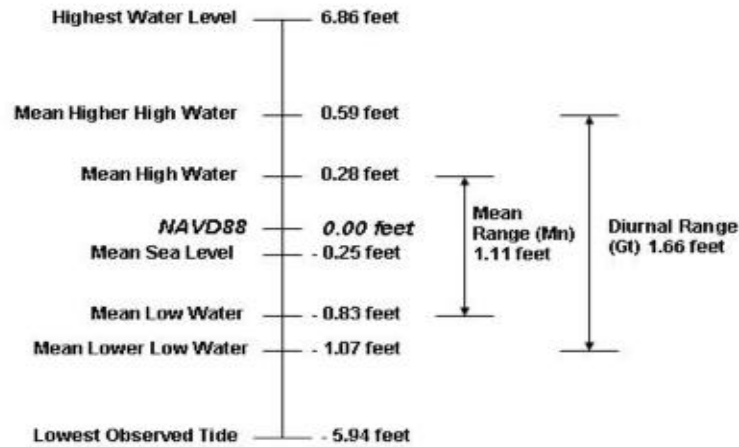 Highest Water Level 6.86 feet
Mean Higher High Water 0.59 feet
Mean High Water 0.28 feet
NAVD88 0.00 feet
Mean Sea Level - 0.25 feet
Mean Low Water - 0.83 feet
Mean Lower Low Water - 1.07 feet
Lowest Observed Tide - 5.94 feet
Mean
Range (Mn)
1.11 feet
Diurnal Range
(Gt) 1.66 feet